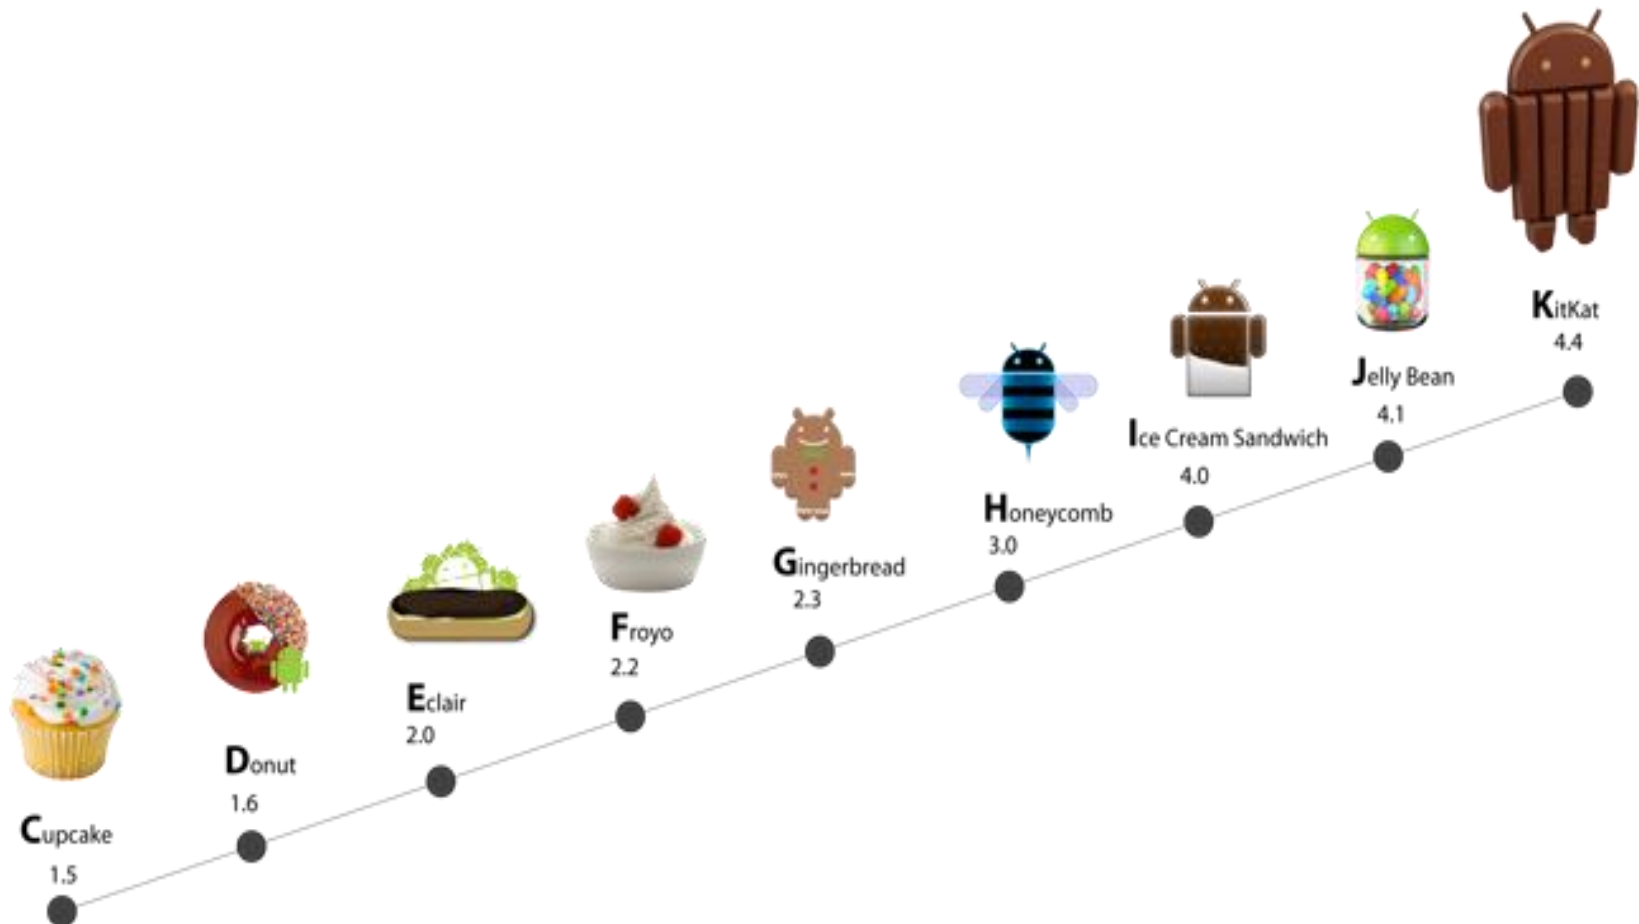 Cupcake
1.5
Donut
1.6
Eclair
2.0
Froyo
2.2
Gingerbread
2.3
Honeycomb
3.0
Ice Cream Sandwich
4.0
Jelly Bean
4.1
KitKat
4.4